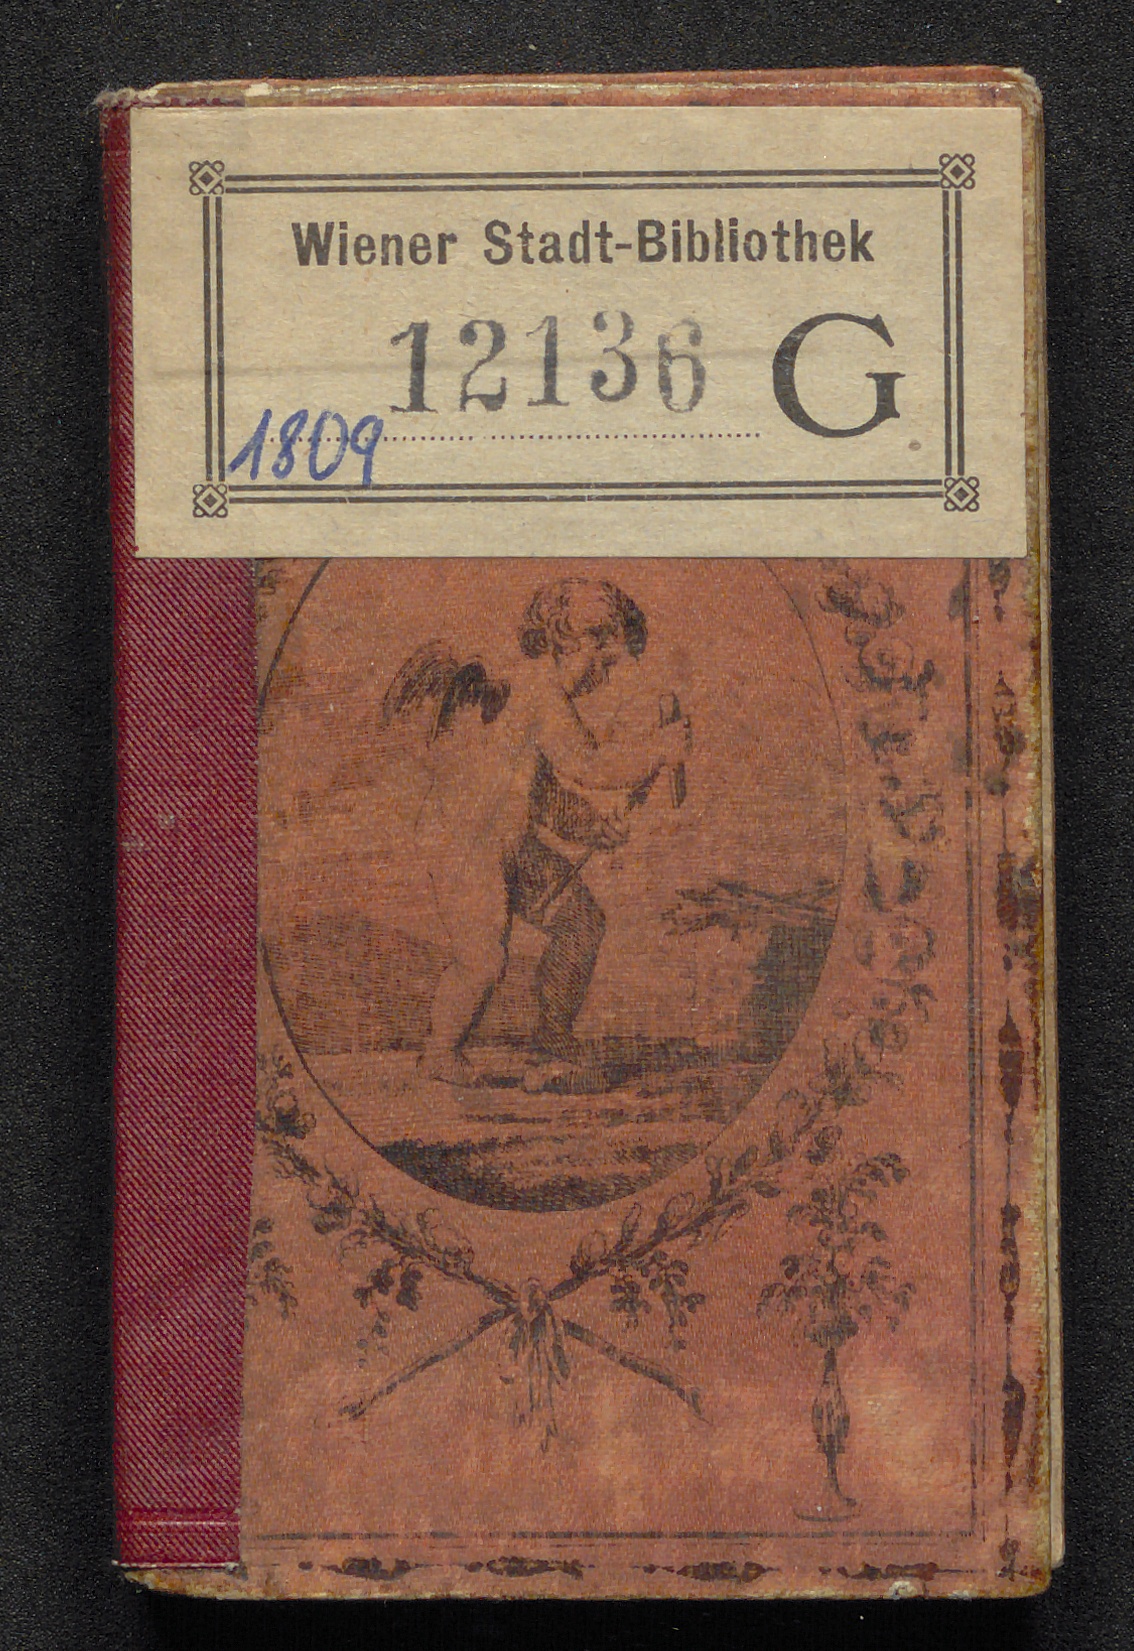 Wiener Stadt-Bibliothek
12136 G
1809